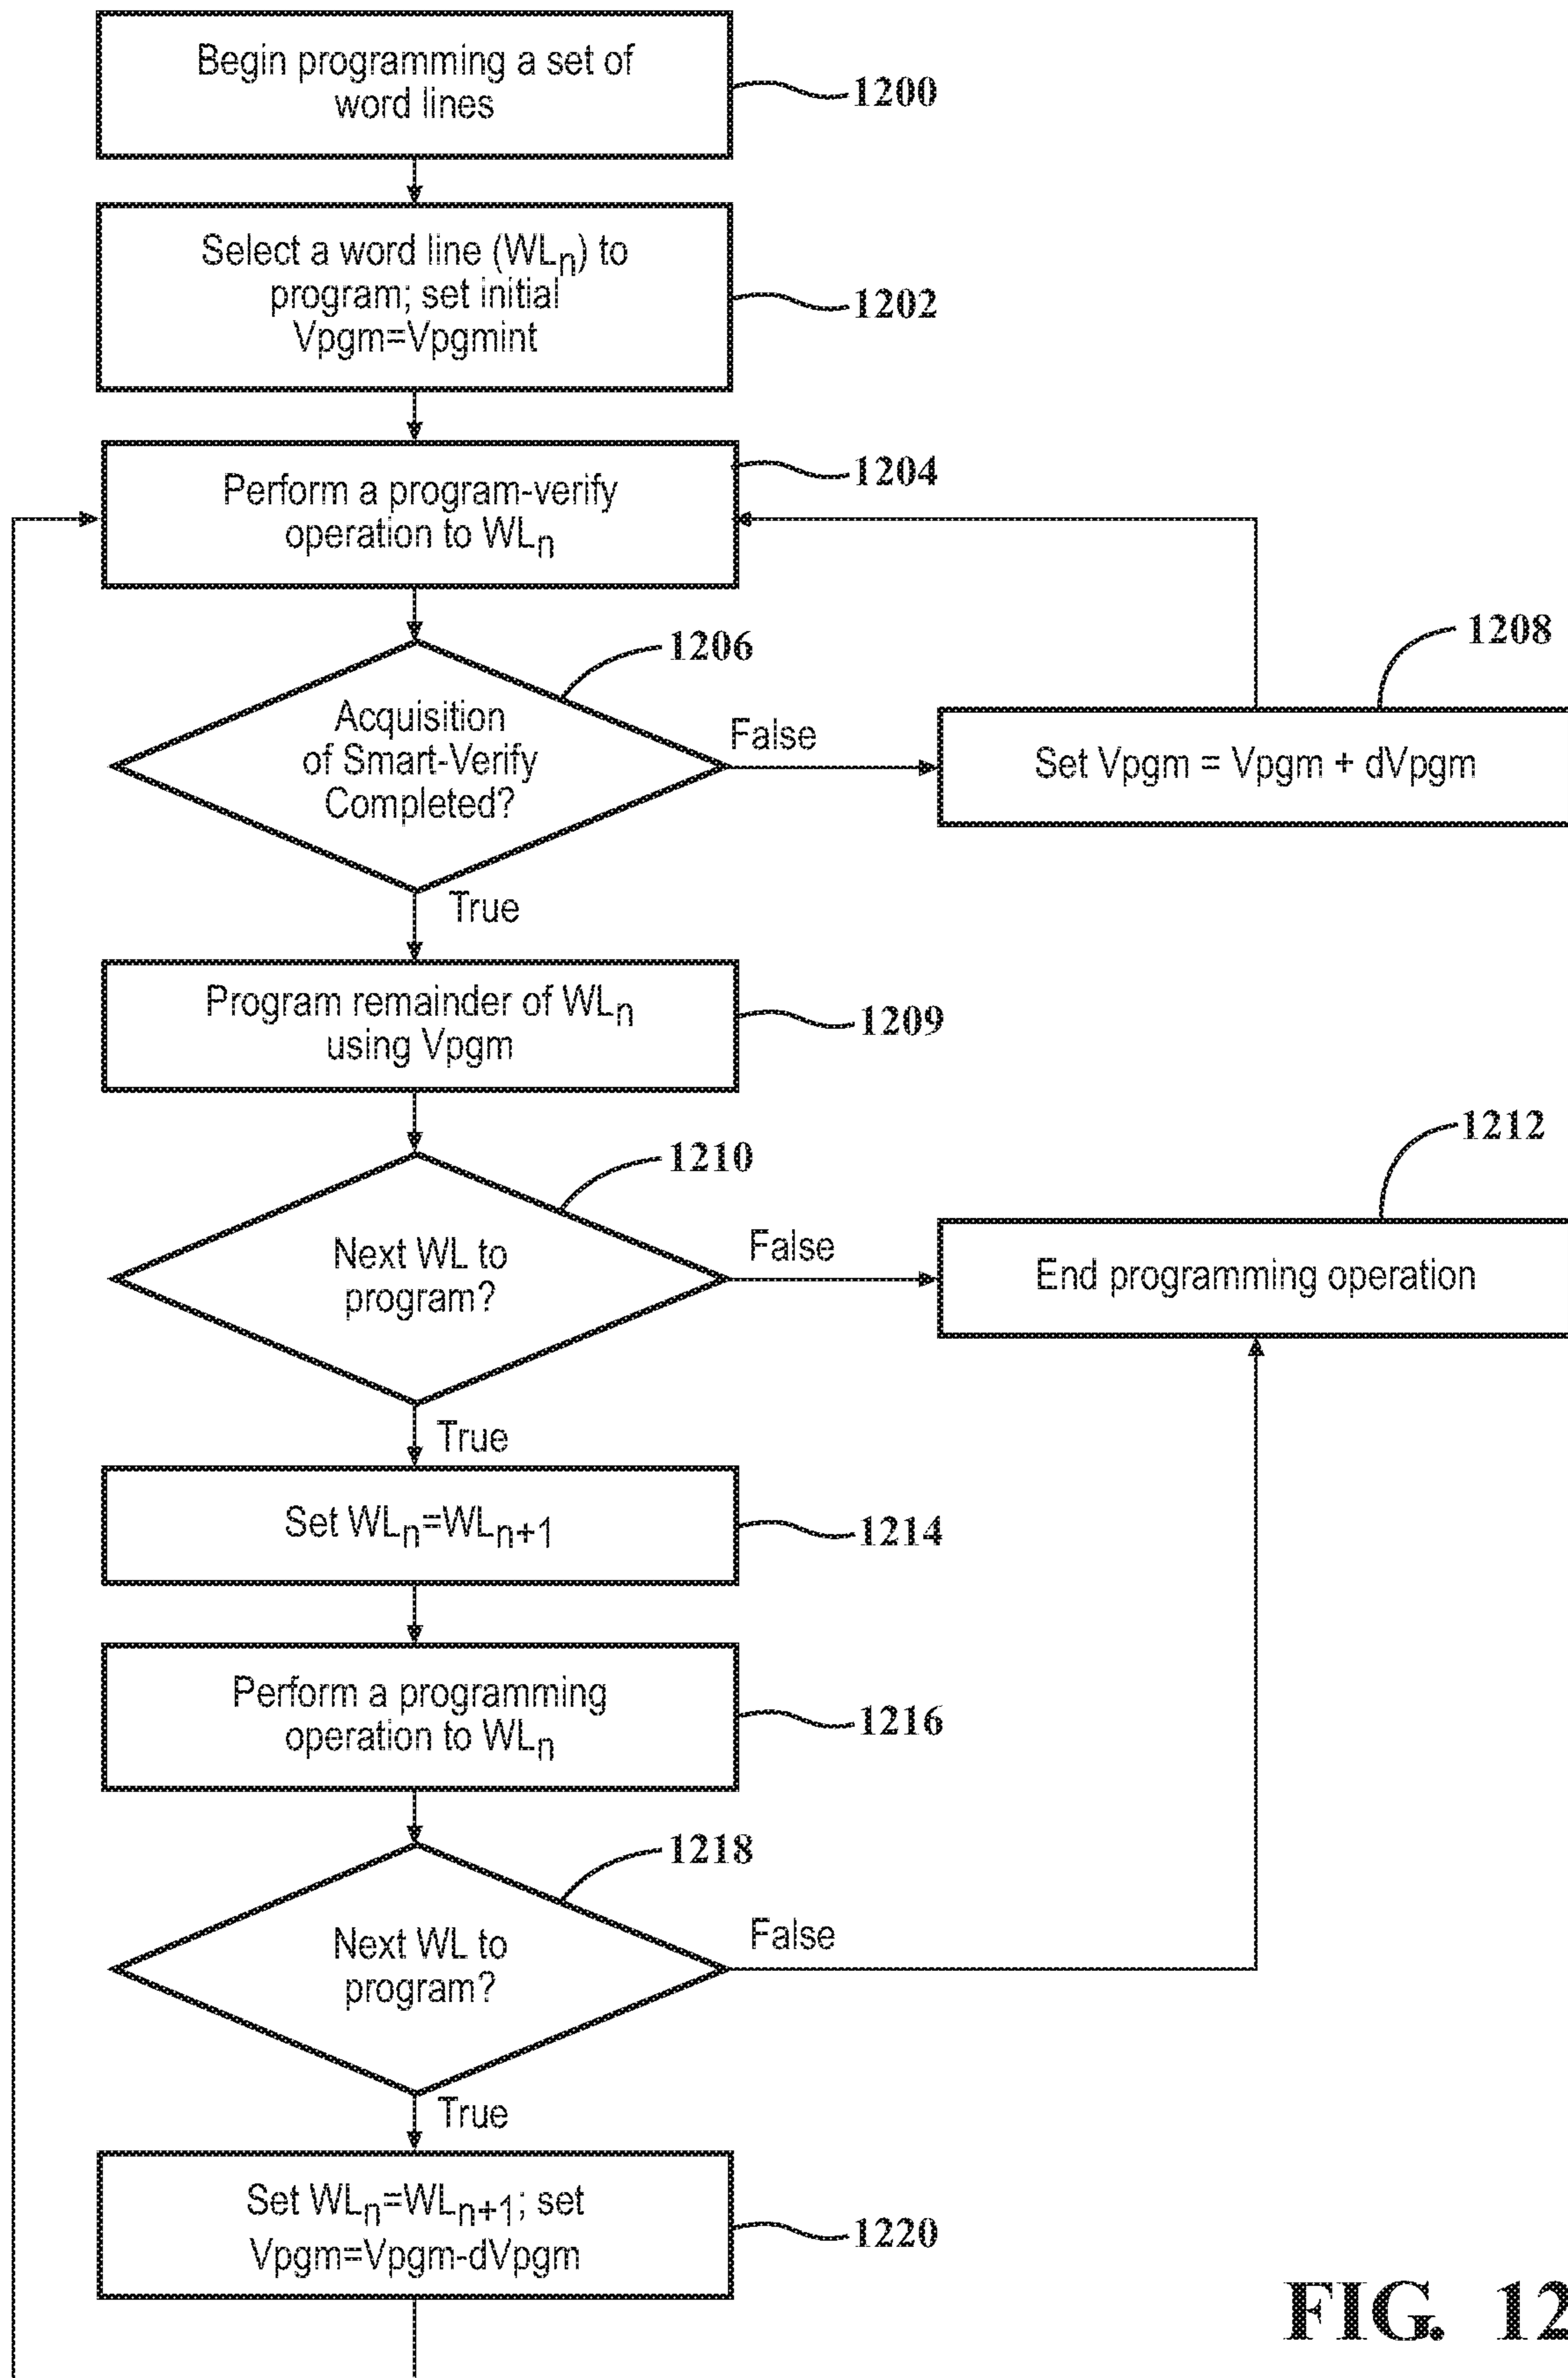 Begin programming a set of
word lines
1200
Select a word line (WLn) to
program; set initial
Vpgm=Vpgmint
1202
Perform a program-verify
operation to WLn
1204
1206
Acquisition
of Smart-Verify
Completed?
False
1208
Set Vpgm = Vpgm + dVpgm
True
Program remainder of WLn
using Vpgm
1209
1210
Next WL to
program?
False
1212
End programming operation
True
Set WLn=WLn+1
1214
Perform a programming
operation to WLn
1216
1218
Next WL to
program?
False
True
Set WLn=WLn+1; set
Vpgm=Vpgm-dVpgm
1220
FIG. 12